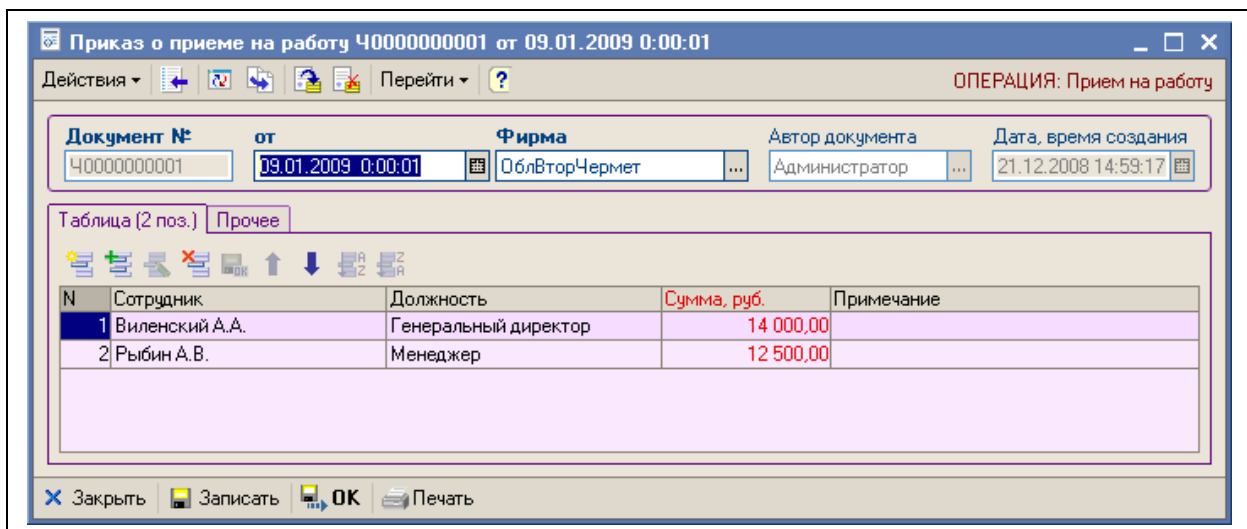 Приказ о приеме на работу Ч0000000001 от 09.01.2009 0:00:01
Действия Перейти ? ОПЕРАЦИЯ: Прием на работу
Документ № от Фирма Автор документа Дата, время создания
Ч0000000001 09.01.2009 0:00:01 ОблВторЧермет ... Администратор ... 21.12.2008 14:59:17
Таблица (2 поз.) Прочее
N Сотрудник Должность Сумма, руб. Примечание
1 Виленский А.А. Генеральный директор 14 000,00
2 Рыбин А.В. Менеджер 12 500,00
Закрыть Записать OK Печать